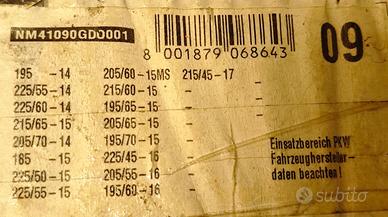 NM41090GDO001
8 001879 068643
09
195 - 14 205/60 - 15MS 215/45 - 17
225/55 - 14 205/60 - 15 -
225/60 - 14 195/65 - 15 -
215/65 - 15 205/65 - 15 -
205/70 - 14 195/55 - 15 -
185 - 15 225/45 - 16 -
225/50 - 15 205/55 - 16 -
225/55 - 15 195/60 - 16 -
Einsatzbereich PKW
Fahrzeughersteller-
daten beachten!
subito